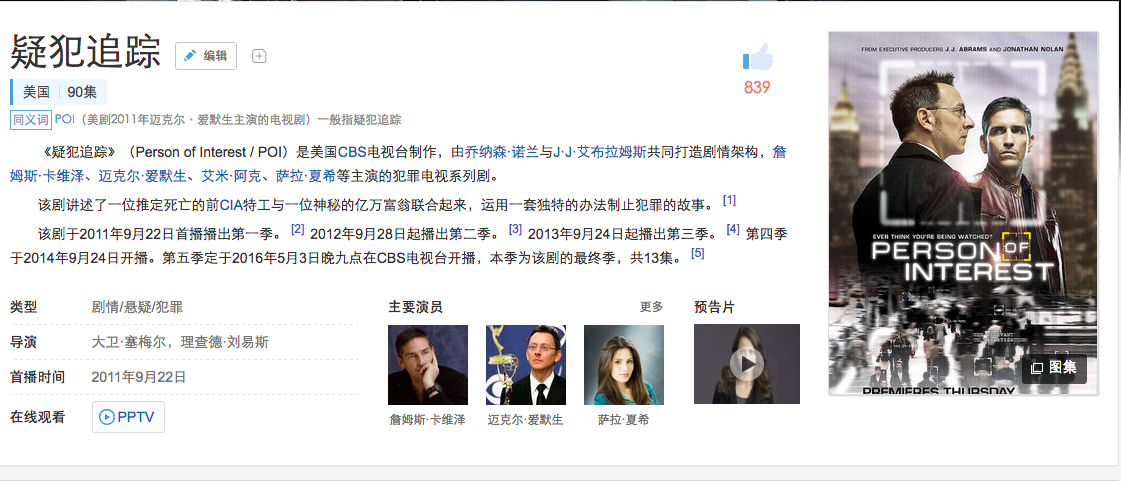 疑犯追踪
编辑
839
美国
90集
同义词 POI（美剧2011年迈克尔·爱默生主演的电视剧）一般指疑犯追踪
《疑犯追踪》（Person of Interest / POI）是美国CBS电视台制作，由乔纳森·诺兰与J·J·艾布拉姆斯共同打造剧情架构，詹
姆斯·卡维泽、迈克尔·爱默生、艾米·阿克、萨拉·夏希等主演的犯罪电视系列剧。
该剧讲述了一位推定死亡的前CIA特工与一位神秘的亿万富翁联合起来，运用一套独特的办法制止犯罪的故事。 [1]
该剧于2011年9月22日首播播出第一季。 [2] 2012年9月28日起播出第二季。 [3] 2013年9月24日起播出第三季。 [4] 第四季
于2014年9月24日开播。第五季定于2016年5月3日晚九点在CBS电视台开播，本季为该剧的最终季，共13集。 [5]
类型 剧情/悬疑/犯罪
导演 大卫·塞梅尔，理查德·刘易斯
首播时间 2011年9月22日
在线观看 PPTV
主要演员 更多
詹姆斯·卡维泽 迈克尔·爱默生 萨拉·夏希
预告片
FROM EXECUTIVE PRODUCERS J.J. ABRAMS AND JONATHAN NOLAN
EVER THINK YOU'RE BEING WATCHED?
PERSON OF
INTEREST
图集
PREMIERES THURSDAY